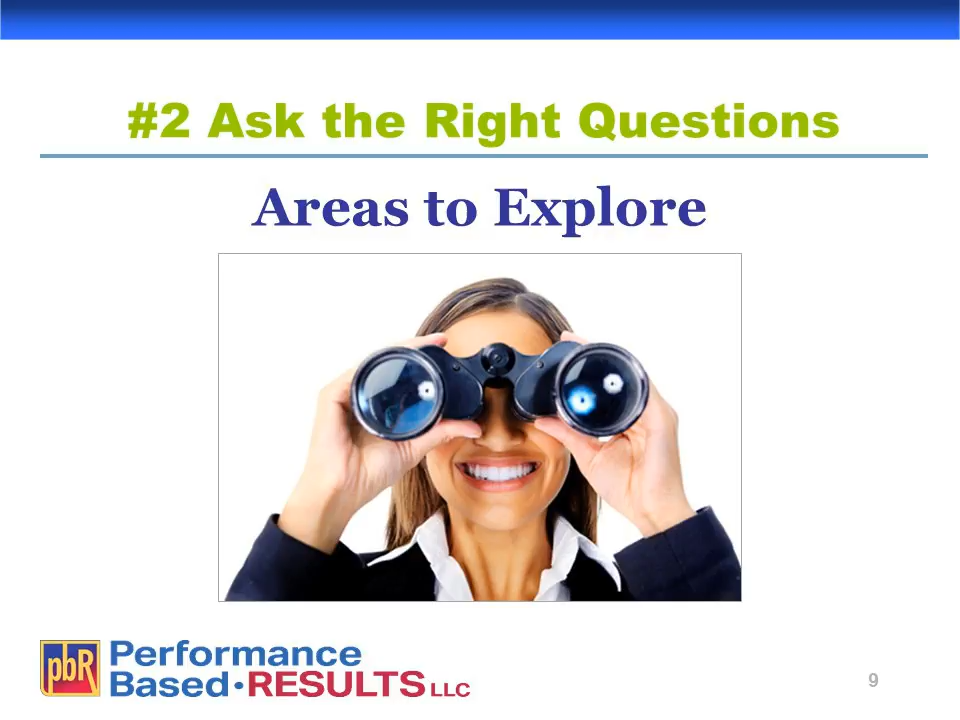 #2 Ask the Right Questions
Areas to Explore
pbR
Performance
Based•RESULTS LLC
9